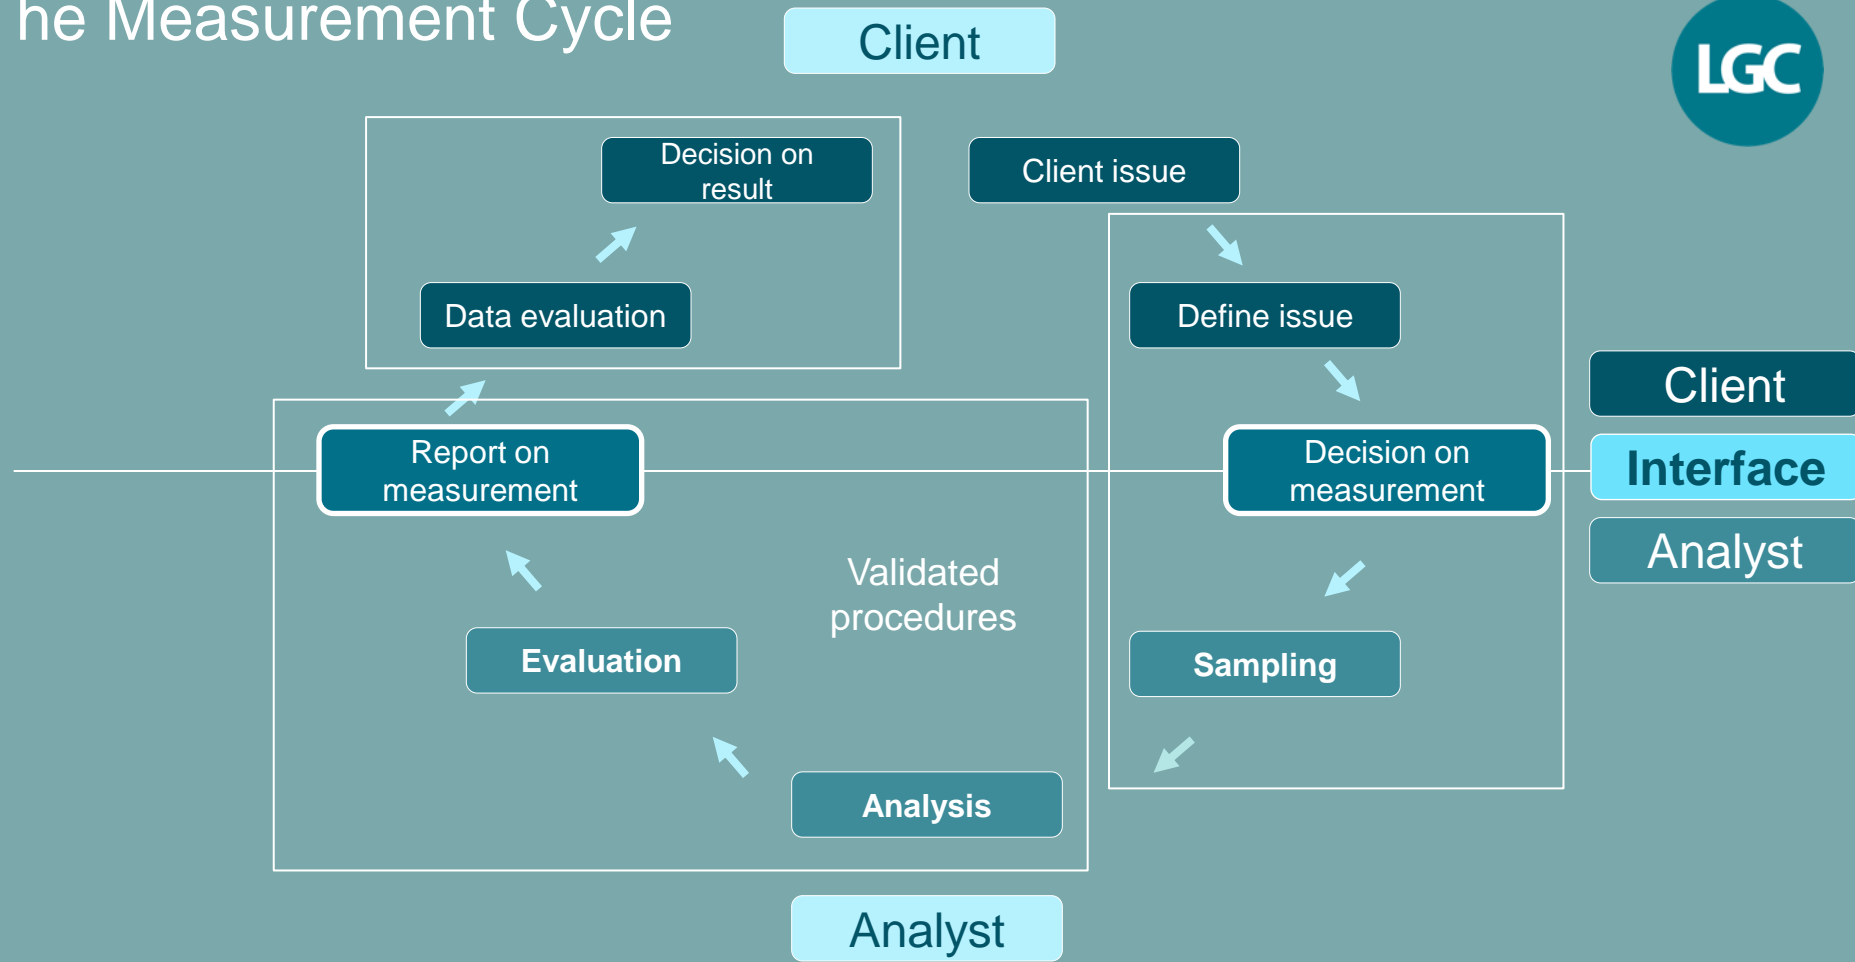 he Measurement Cycle
Client
LGC
Decision on
result
Client issue
Data evaluation
Define issue
Client
Report on
measurement
Decision on
measurement
Interface
Analyst
Validated
procedures
Evaluation
Sampling
Analysis
Analyst